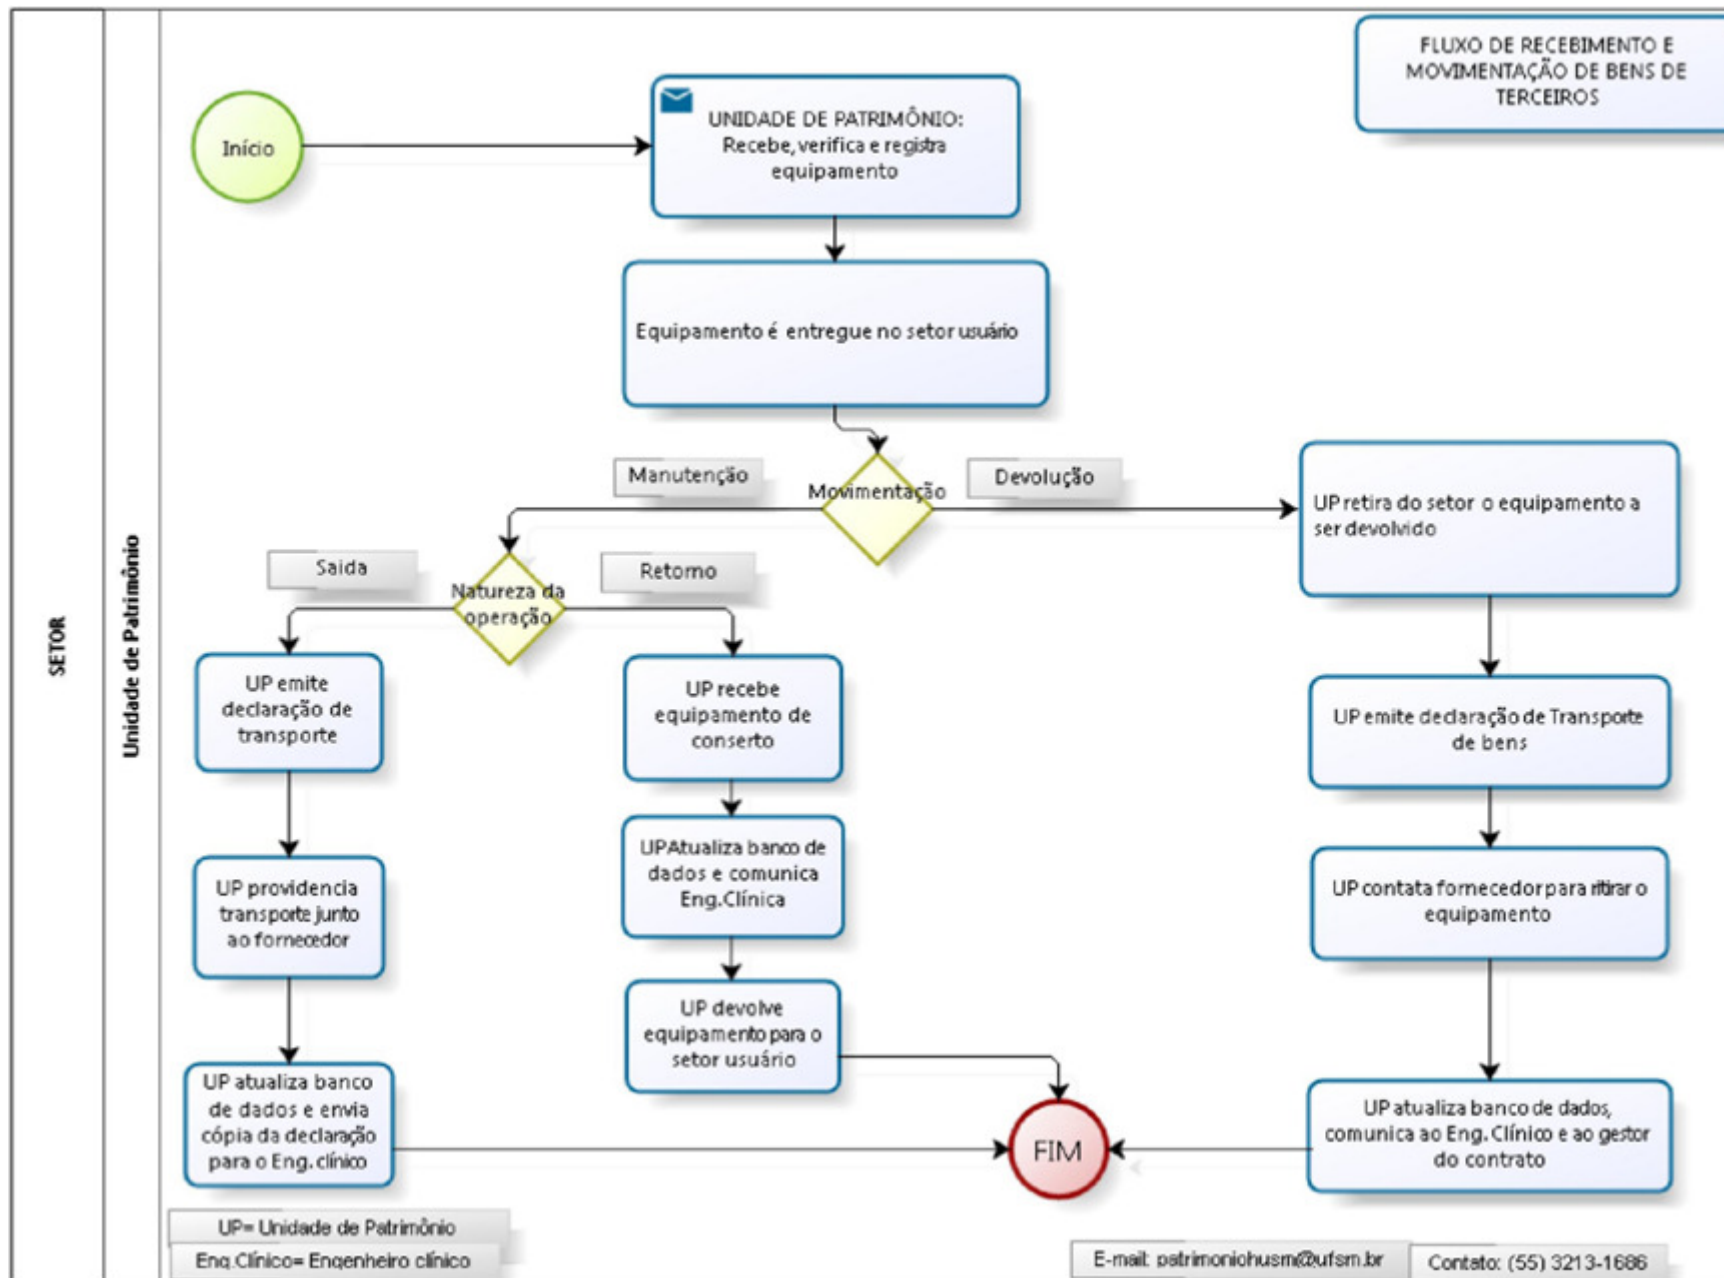 FLUXO DE RECEBIMENTO E
MOVIMENTAÇÃO DE BENS DE
TERCEIROS
Início
UNIDADE DE PATRIMÔNIO:
Recebe, verifica e registra
equipamento
Equipamento é entregue no setor usuário
Manutenção
Movimentação
Devolução
UP retira do setor o equipamento a
ser devolvido
Saida
Natureza da
operação
Retorno
SETOR
Unidade de Patrimônio
UP emite
declaração de
transporte
UP recebe
equipamento de
conserto
UP emite declaração de Transporte
de bens
UP providencia
transporte junto
ao fornecedor
UPAtualiza banco de
dados e comunica
Eng.Clínica
UP contata fornecedor para ritirar o
equipamento
UP devolve
equipamento para o
setor usuário
UP atualiza banco
de dados e envia
cópia da declaração
para o Eng. clínico
FIM
UP atualiza banco de dados,
comunica ao Eng. Clínico e ao gestor
do contrato
UP= Unidade de Patrimônio
Eng.Clínico= Engenheiro clínico
E-mail: patrimoniohusm@ufsm.br
Contato: (55) 3213-1686